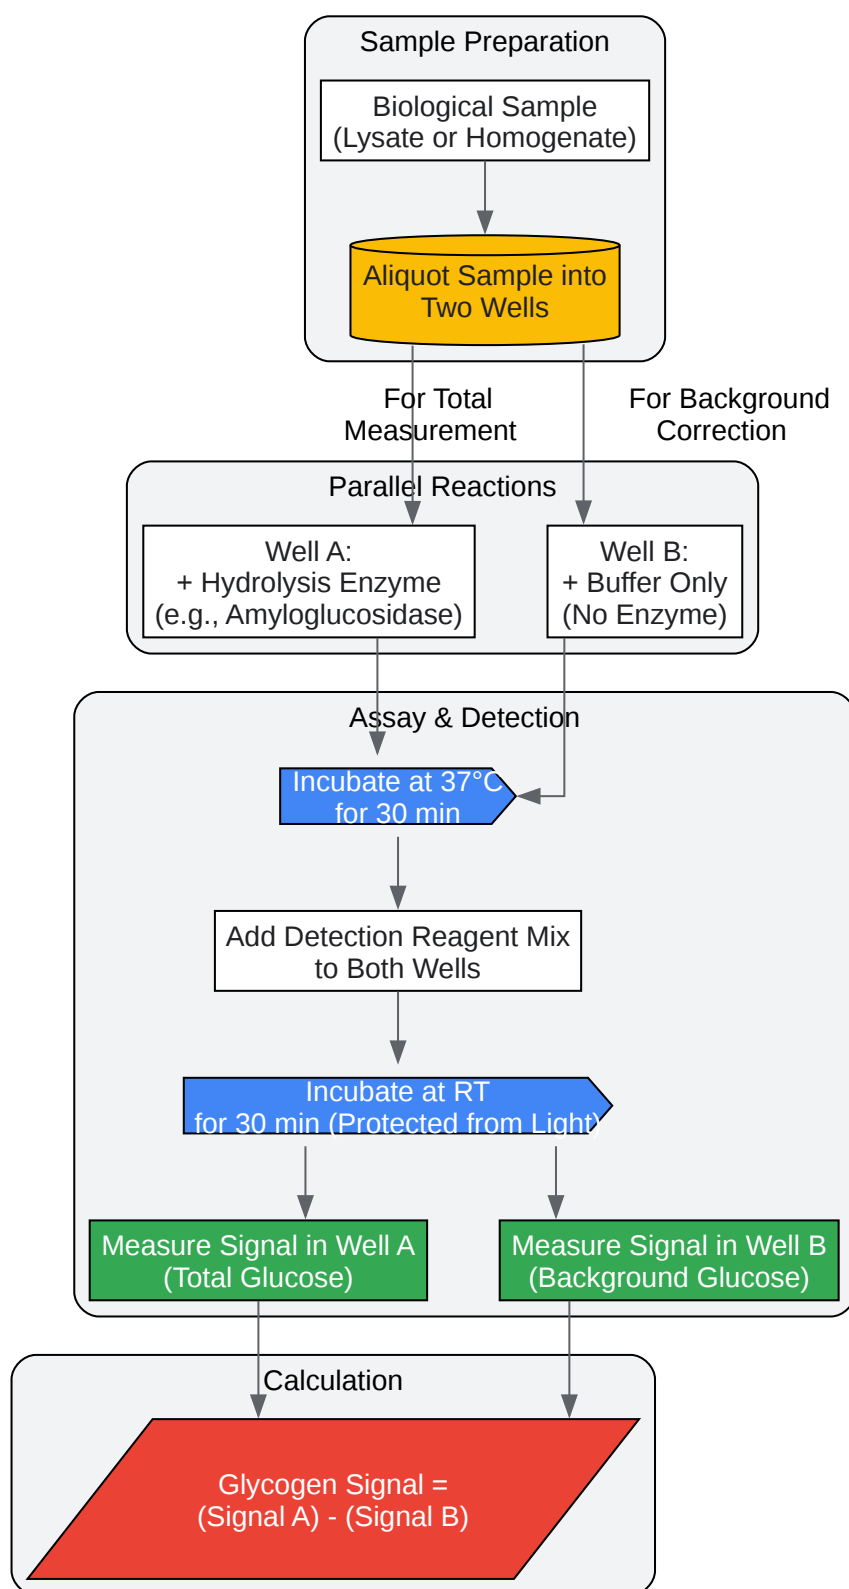 Sample Preparation
Biological Sample
(Lysate or Homogenate)
Aliquot Sample into
Two Wells
For Total
Measurement
For Background
Correction
Parallel Reactions
Well A:
+ Hydrolysis Enzyme
(e.g., Amyloglucosidase)
Well B:
+ Buffer Only
(No Enzyme)
Assay & Detection
Incubate at 37°C
for 30 min
Add Detection Reagent Mix
to Both Wells
Incubate at RT
for 30 min (Protected from Light)
Measure Signal in Well A
(Total Glucose)
Measure Signal in Well B
(Background Glucose)
Calculation
Glycogen Signal =
(Signal A) - (Signal B)